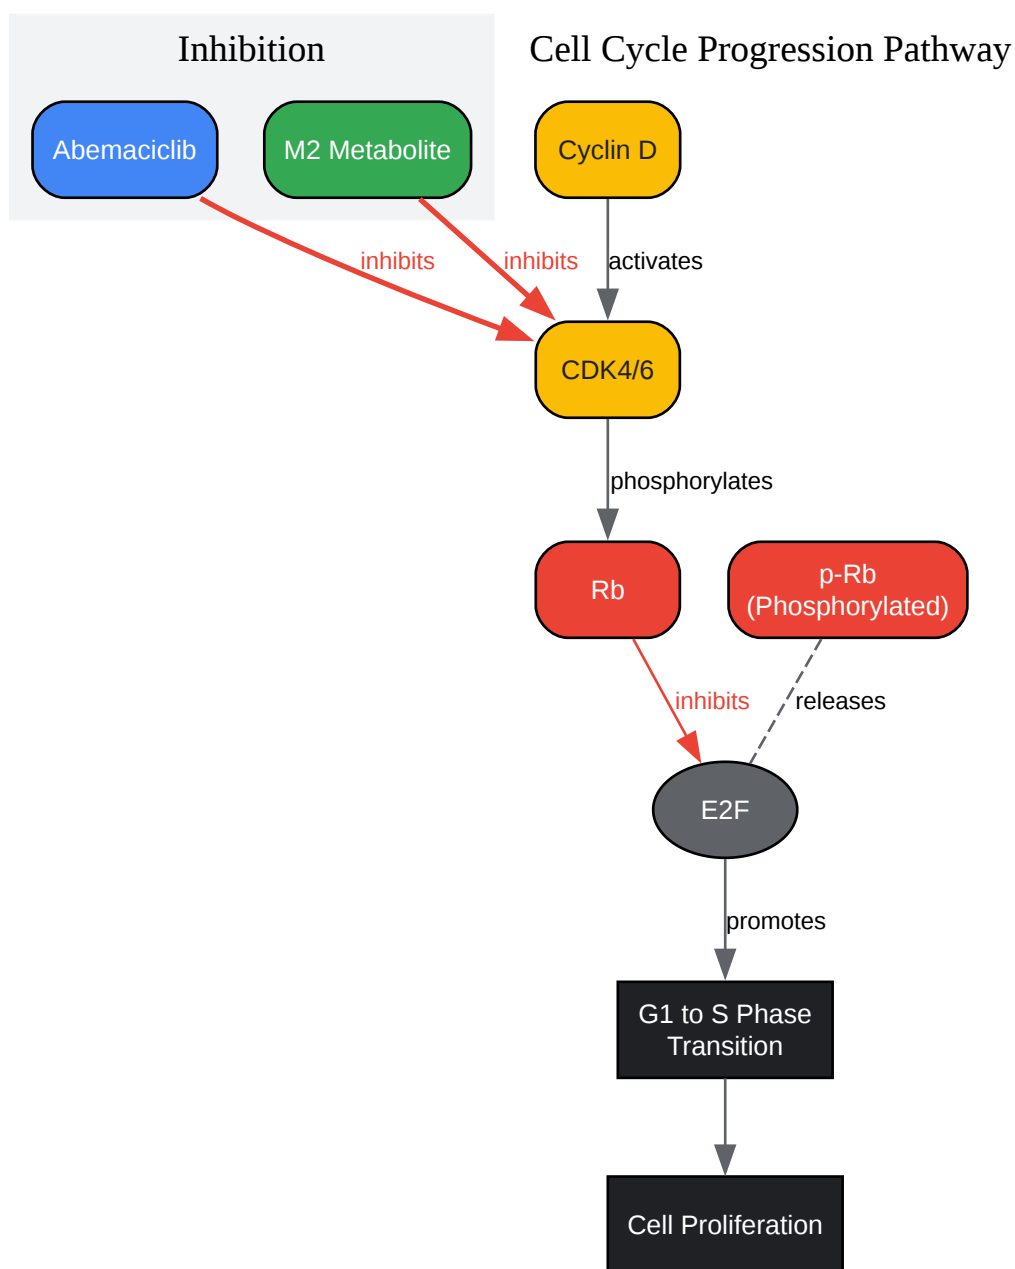 Inhibition
Cell Cycle Progression Pathway
Abemaciclib
M2 Metabolite
Cyclin D
inhibits
inhibits
activates
CDK4/6
phosphorylates
Rb
p-Rb
(Phosphorylated)
inhibits
releases
E2F
promotes
G1 to S Phase
Transition
Cell Proliferation